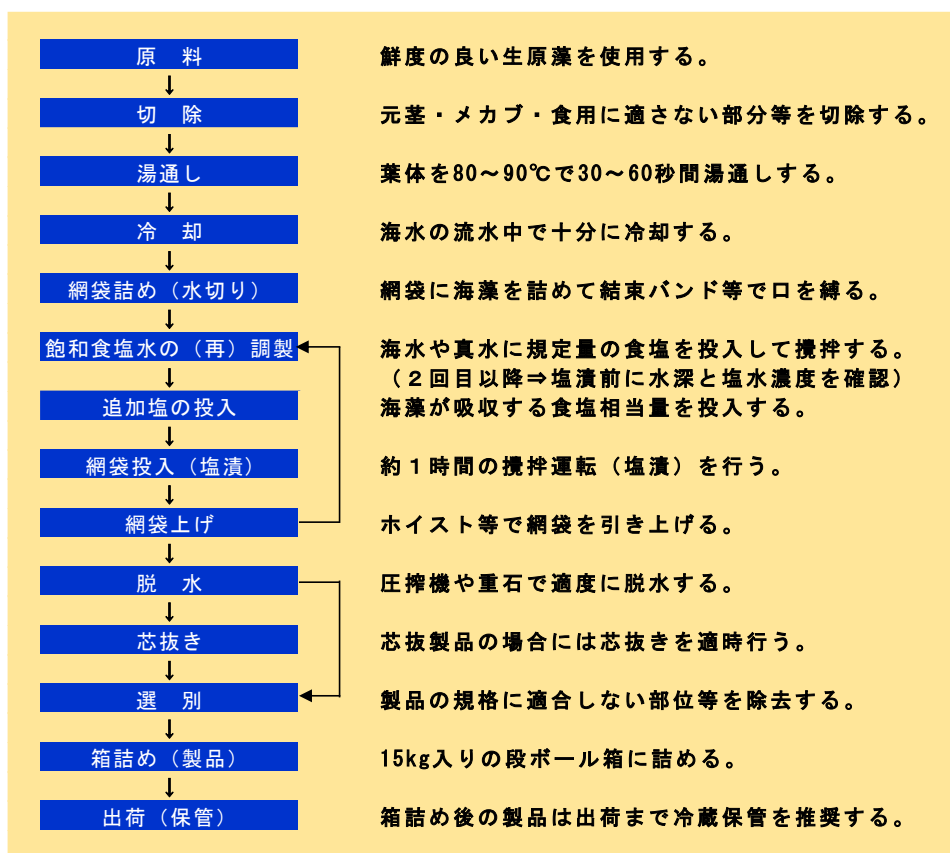 原　料　鮮度の良い生原藻を使用する。
↓
切　除　元茎・メカブ・食用に適さない部分等を切除する。
↓
湯通し　葉体を80～90℃で30～60秒間湯通しする。
↓
冷　却　海水の流水中で十分に冷却する。
↓
網袋詰め（水切り）　網袋に海藻を詰めて結束バンド等で口を縛る。
↓
飽和食塩水の（再）調製　海水や真水に規定量の食塩を投入して攪拌する。
（２回目以降⇒塩漬前に水深と塩水濃度を確認）
↓
追加塩の投入　海藻が吸収する食塩相当量を投入する。
↓
網袋投入（塩漬）　約１時間の攪拌運転（塩漬）を行う。
↓
網袋上げ　ホイスト等で網袋を引き上げる。
↓
脱　水　圧搾機や重石で適度に脱水する。
↓
芯抜き　芯抜製品の場合には芯抜きを適時行う。
↓
選　別　製品の規格に適合しない部位等を除去する。
↓
箱詰め（製品）　15kg入りの段ボール箱に詰める。
↓
出荷（保管）　箱詰め後の製品は出荷まで冷蔵保管を推奨する。